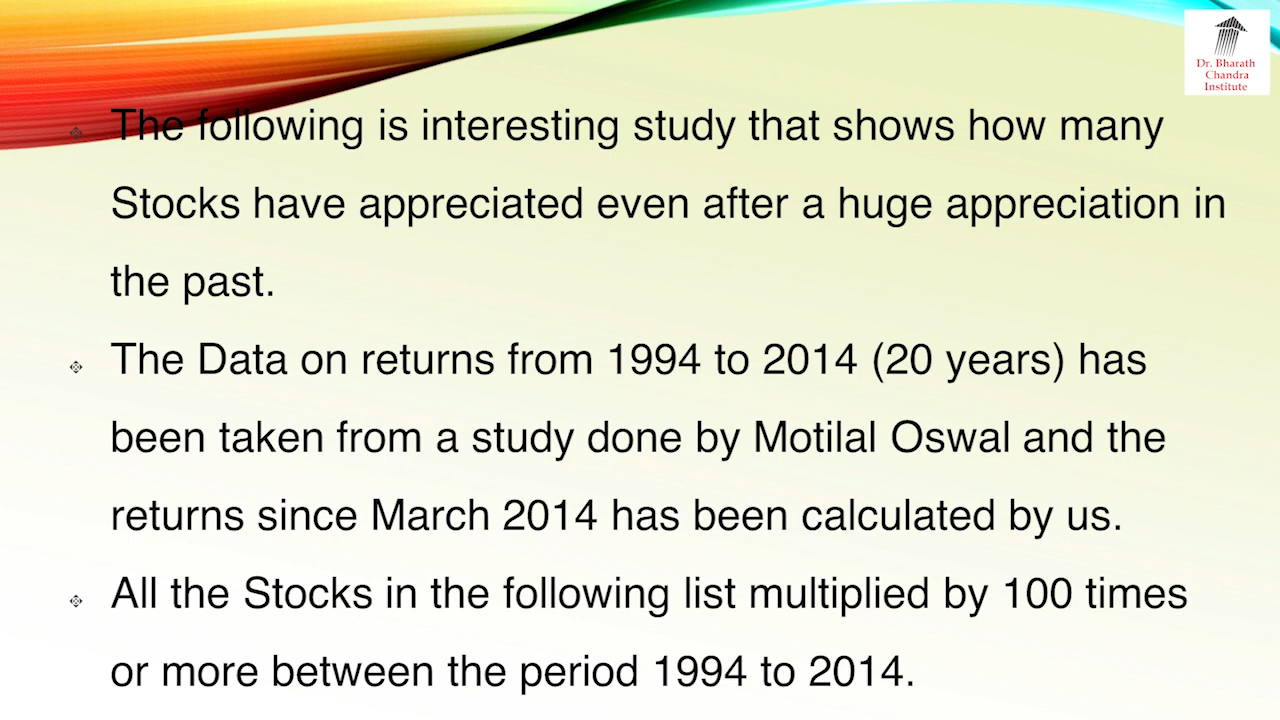 Dr. Bharath
Chandra
Institute
The following is interesting study that shows how many
Stocks have appreciated even after a huge appreciation in
the past.
The Data on returns from 1994 to 2014 (20 years) has
been taken from a study done by Motilal Oswal and the
returns since March 2014 has been calculated by us.
All the Stocks in the following list multiplied by 100 times
or more between the period 1994 to 2014.